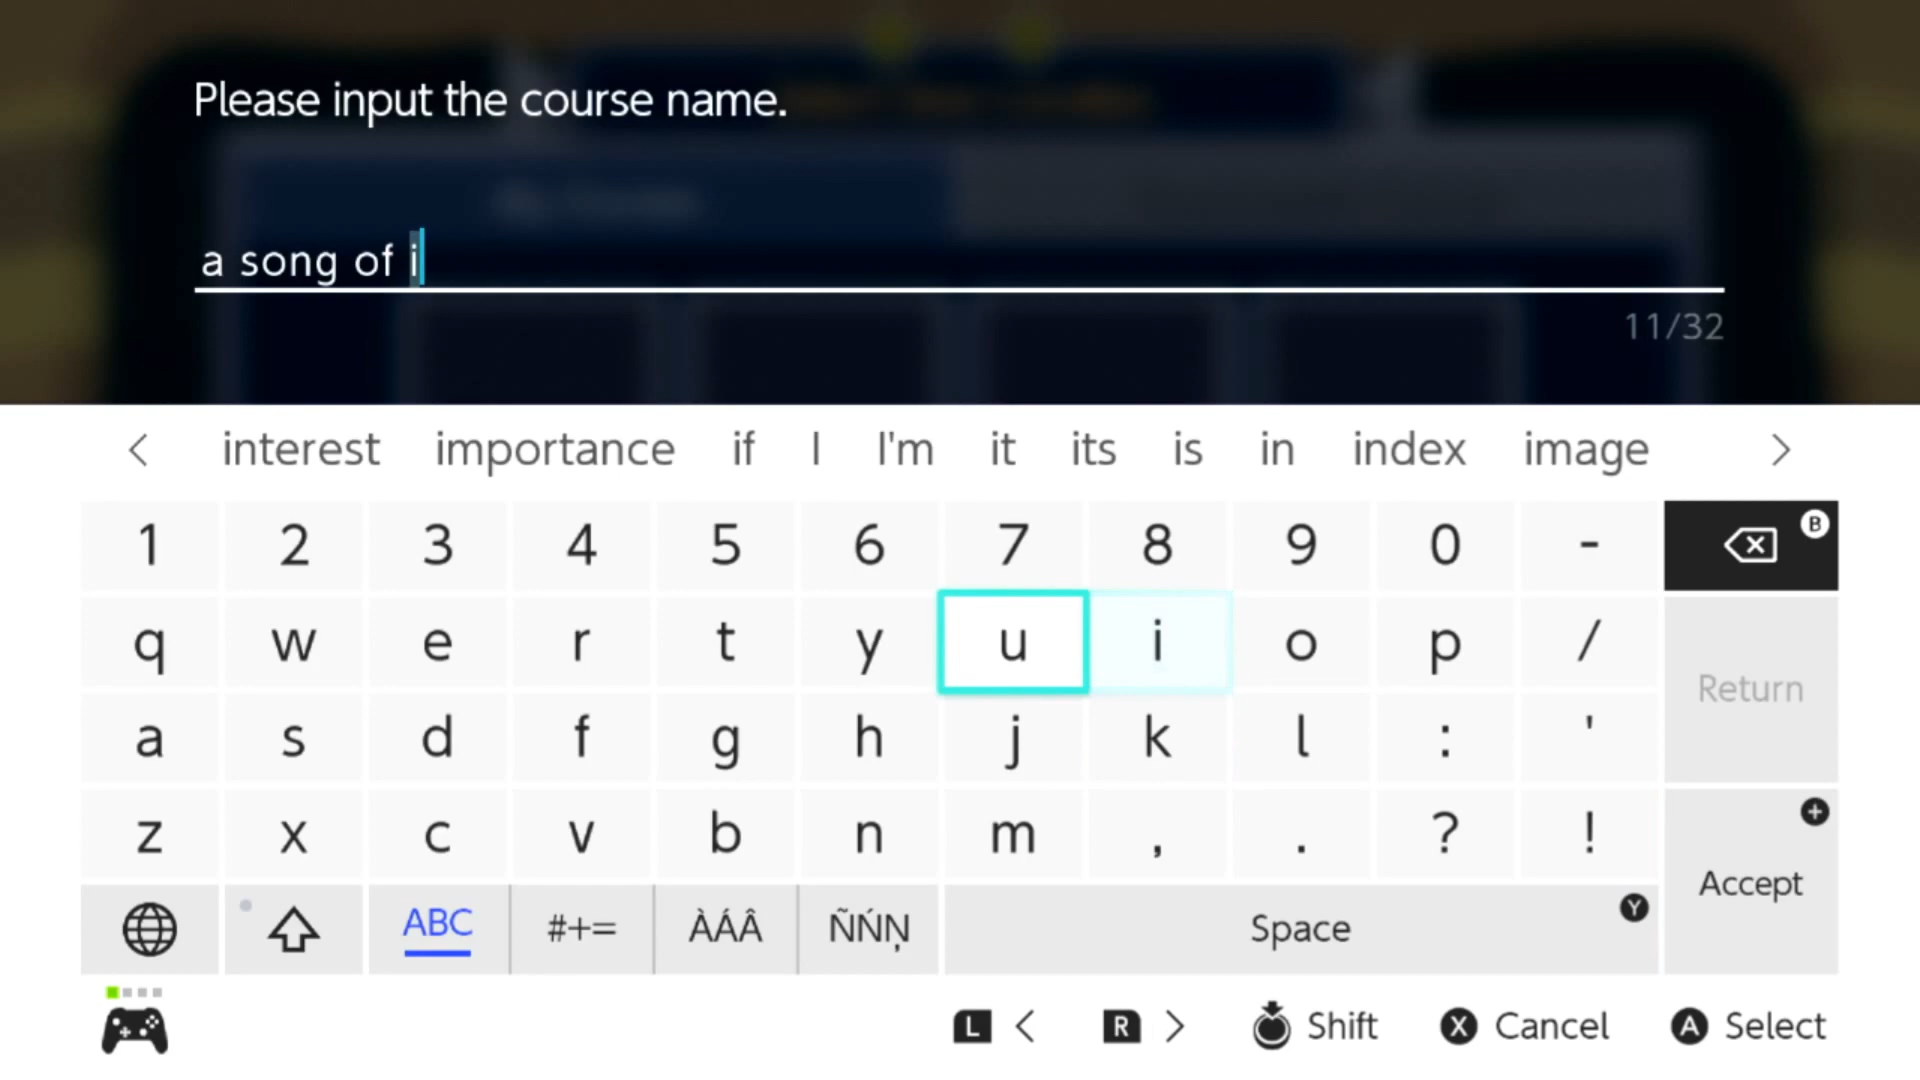 Please input the course name.
a song of i
11/32
< interest importance if I I'm it its is in index image >
1 2 3 4 5 6 7 8 9 0 - B
q w e r t y u i o p /
Return
a s d f g h j k l : '
z x c v b n m , . ? ! +
Accept
ABC #+= ÀÁÂ ÑŃŅ Space Y
L < R > Shift X Cancel A Select